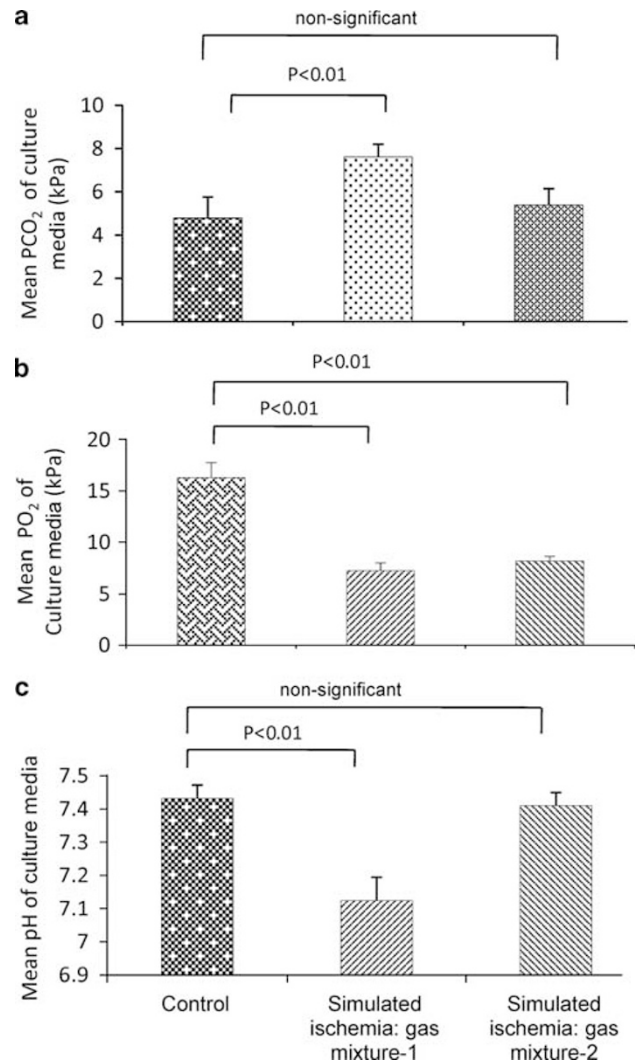 a
non-significant
P<0.01
Mean PCO2 of culture
media (kPa)
10
8
6
4
2
0
b
P<0.01
P<0.01
Mean PO2 of
Culture media (kPa)
20
15
10
5
0
c
non-significant
P<0.01
Mean pH of culture media
7.5
7.4
7.3
7.2
7.1
7
6.9
Control
Simulated
ischemia: gas
mixture-1
Simulated
ischemia: gas
mixture-2